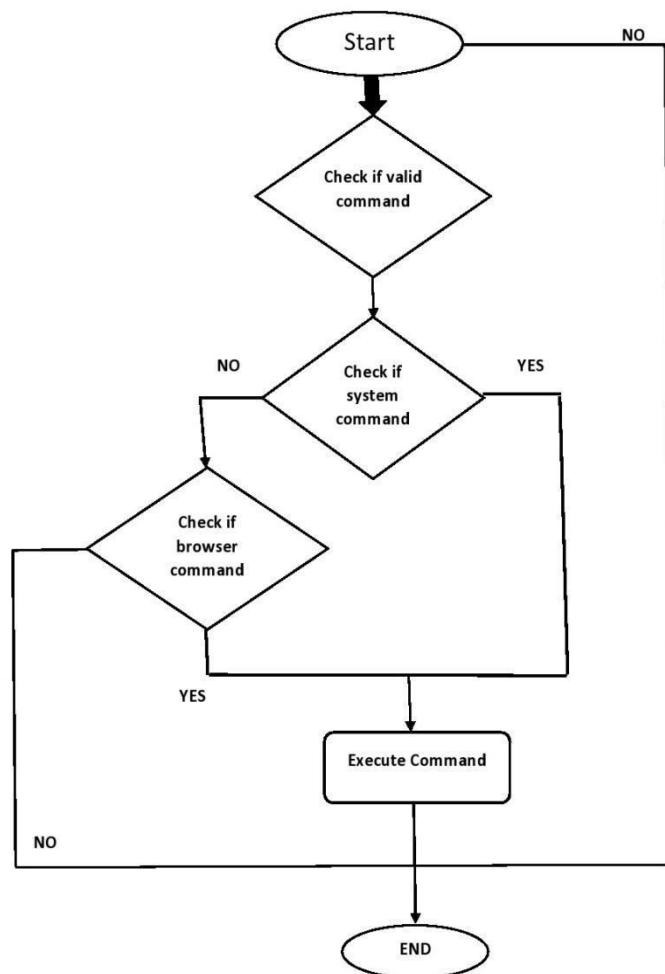 Start
NO
Check if valid
command
NO
YES
Check if
system
command
Check if
browser
command
YES
Execute Command
NO
END